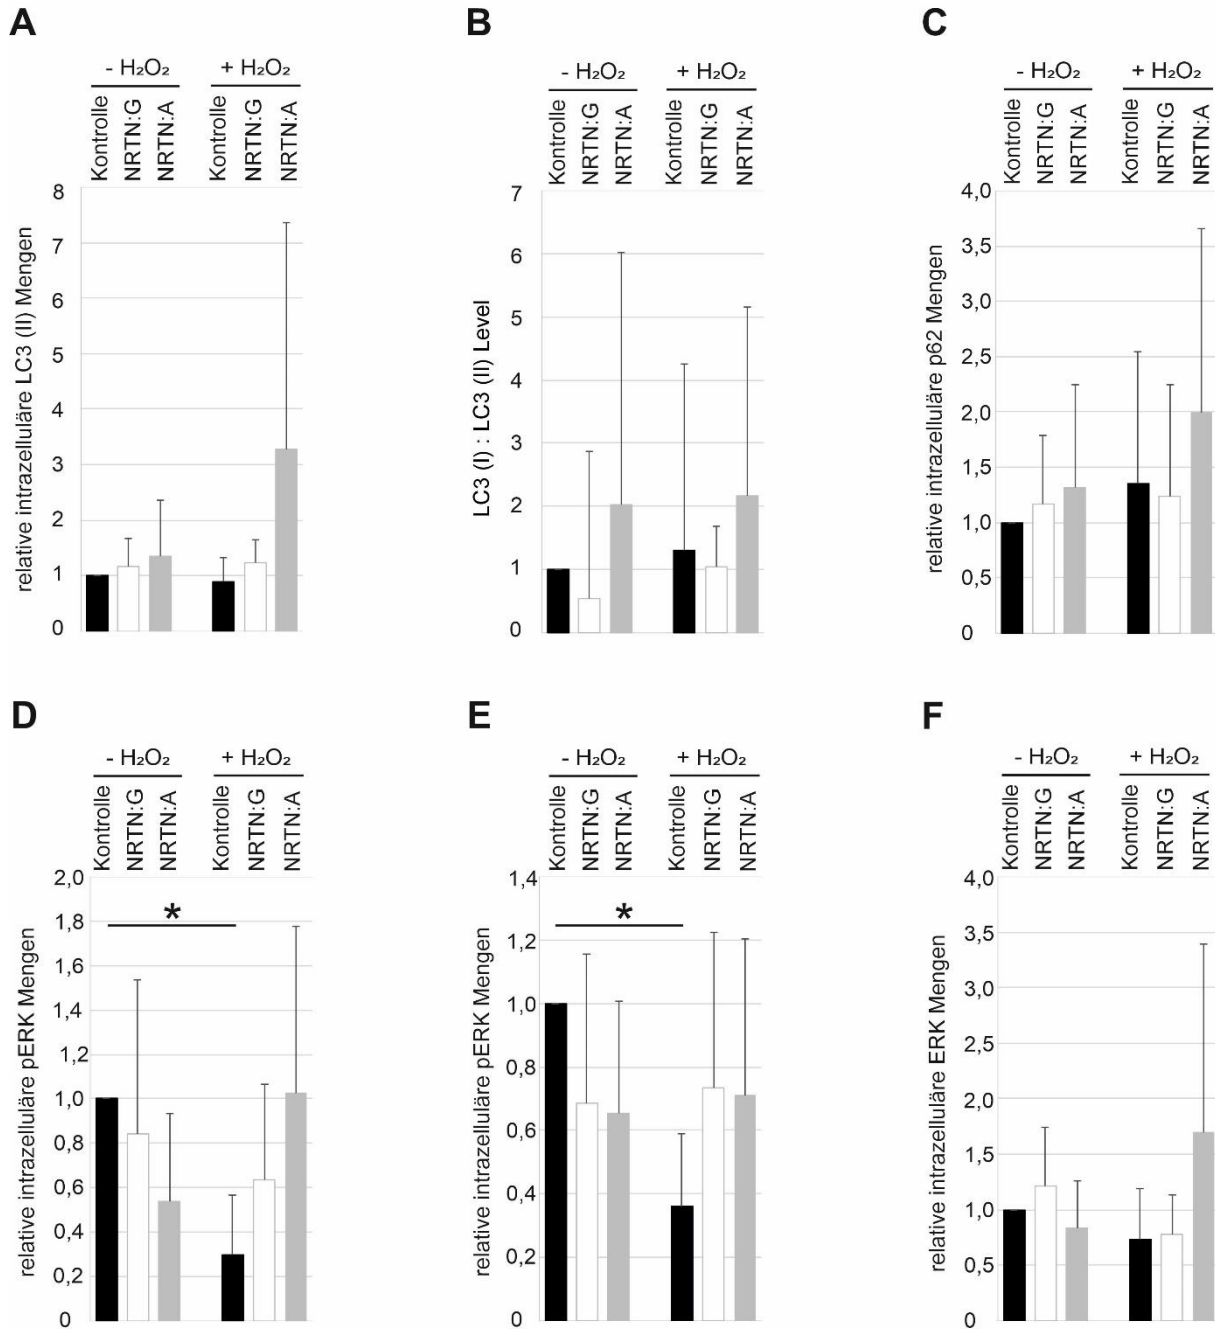 A
- H₂O₂ + H₂O₂
Kontrolle NRTN:G NRTN:A Kontrolle NRTN:G NRTN:A
relative intrazelluläre LC3 (II) Mengen
8
7
6
5
4
3
2
1
0
B
- H₂O₂ + H₂O₂
Kontrolle NRTN:G NRTN:A Kontrolle NRTN:G NRTN:A
LC3 (I) : LC3 (II) Level
7
6
5
4
3
2
1
0
C
- H₂O₂ + H₂O₂
Kontrolle NRTN:G NRTN:A Kontrolle NRTN:G NRTN:A
relative intrazelluläre p62 Mengen
4,0
3,5
3,0
2,5
2,0
1,5
1,0
0,5
0
D
- H₂O₂ + H₂O₂
Kontrolle NRTN:G NRTN:A Kontrolle NRTN:G NRTN:A
relative intrazelluläre pERK Mengen
2,0
1,8
1,6
1,4
1,2
1,0
0,8
0,6
0,4
0,2
0
*
E
- H₂O₂ + H₂O₂
Kontrolle NRTN:G NRTN:A Kontrolle NRTN:G NRTN:A
relative intrazelluläre pERK Mengen
1,4
1,2
1,0
0,8
0,6
0,4
0,2
0
*
F
- H₂O₂ + H₂O₂
Kontrolle NRTN:G NRTN:A Kontrolle NRTN:G NRTN:A
relative intrazelluläre ERK Mengen
4,0
3,5
3,0
2,5
2,0
1,5
1,0
0,5
0